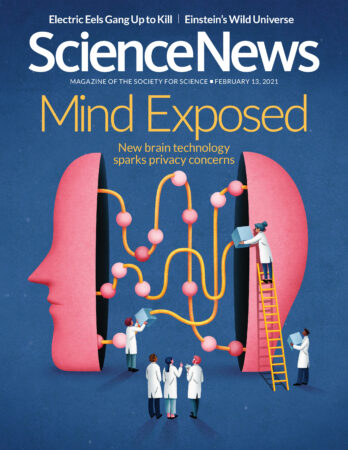 Electric Eels Gang Up to Kill | Einstein's Wild Universe
ScienceNews
MAGAZINE OF THE SOCIETY FOR SCIENCE ■ FEBRUARY 13, 2021
Mind Exposed
New brain technology
sparks privacy concerns